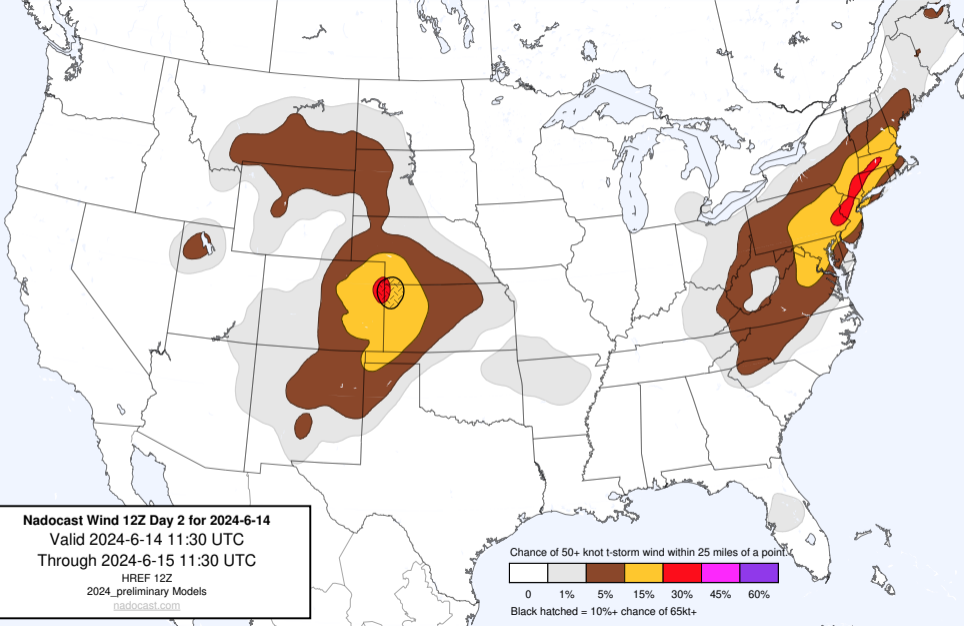 Nadocast Wind 12Z Day 2 for 2024-6-14
Valid 2024-6-14 11:30 UTC
Through 2024-6-15 11:30 UTC
HREF 12Z
2024_preliminary Models
nadocast.com
Chance of 50+ knot t-storm wind within 25 miles of a point.
0 1% 5% 15% 30% 45% 60%
Black hatched = 10%+ chance of 65kt+